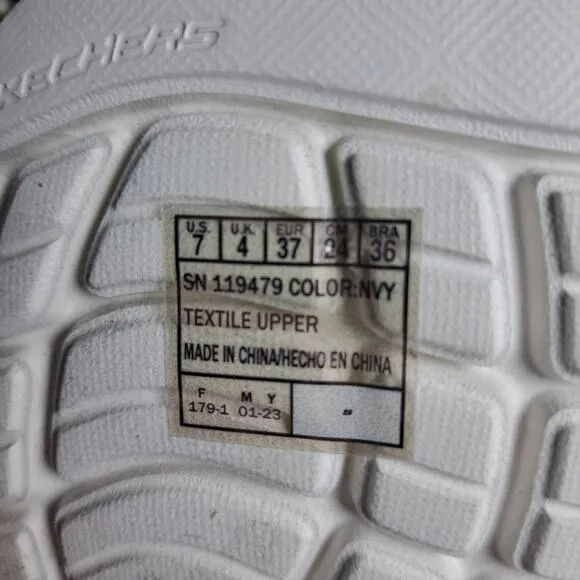 SKECHERS
U.S. U.K. EUR CM BRA
7 4 37 24 36
SN 119479 COLOR:NVY
TEXTILE UPPER
MADE IN CHINA/HECHO EN CHINA
F M Y
179-1 01-23